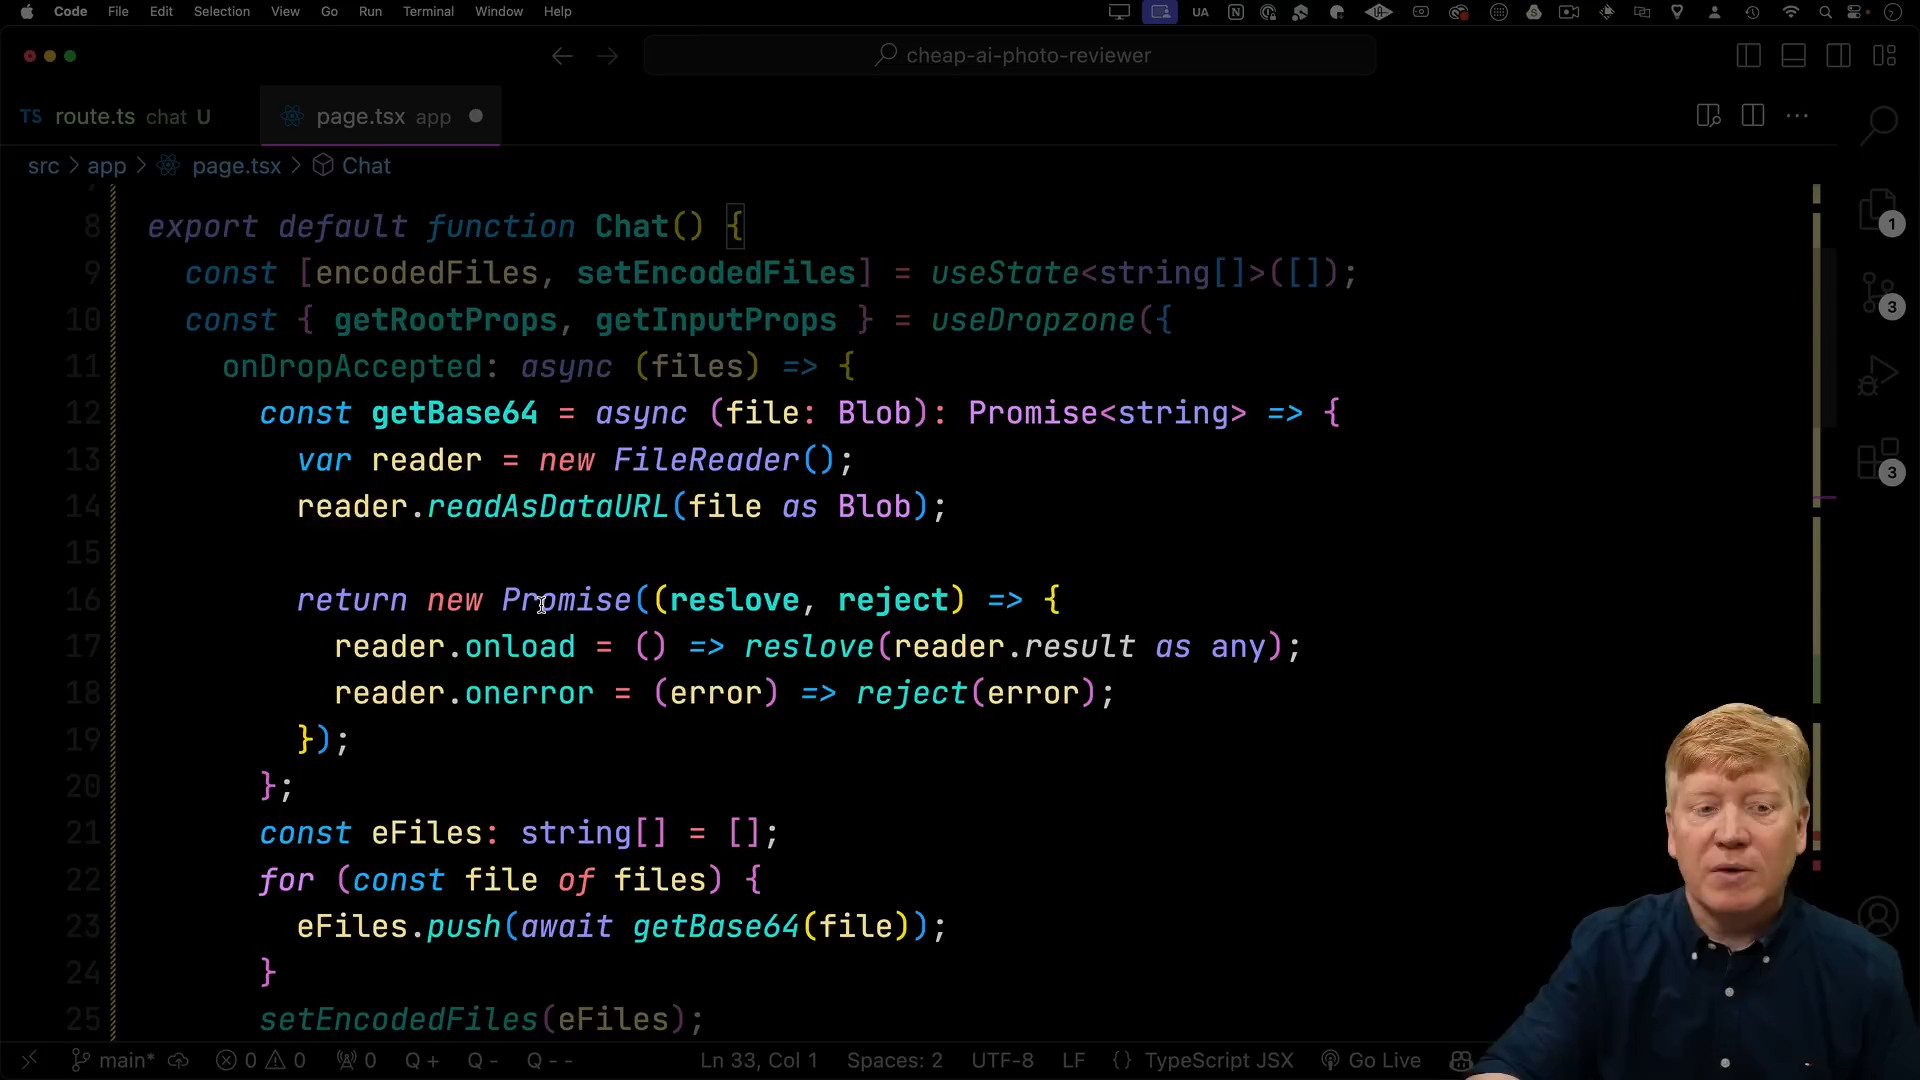 Code File Edit Selection View Go Run Terminal Window Help UA
cheap-ai-photo-reviewer
TS route.ts chat U page.tsx app
src > app > page.tsx > Chat
8 export default function Chat() {
9 const [encodedFiles, setEncodedFiles] = useState<string[]>([]);
10 const { getRootProps, getInputProps } = useDropzone({
11 onDropAccepted: async (files) => {
12 const getBase64 = async (file: Blob): Promise<string> => {
13 var reader = new FileReader();
14 reader.readAsDataURL(file as Blob);
15
16 return new Promise((reslove, reject) => {
17 reader.onload = () => reslove(reader.result as any);
18 reader.onerror = (error) => reject(error);
19 });
20 };
21 const eFiles: string[] = [];
22 for (const file of files) {
23 eFiles.push(await getBase64(file));
24 }
25 setEncodedFiles(eFiles);
1
3
3
main* 0 0 0 Q + Q - Q - - Ln 33, Col 1 Spaces: 2 UTF-8 LF {} TypeScript JSX Go Live